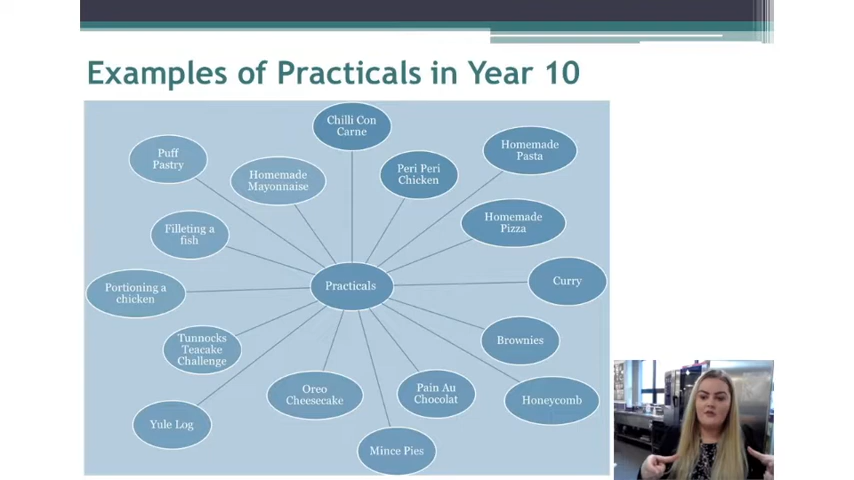 Examples of Practicals in Year 10
Chilli Con
Carne
Homemade
Pasta
Puff
Pastry
Homemade
Mayonnaise
Peri Peri
Chicken
Homemade
Pizza
Filleting a
fish
Portioning a
chicken
Practicals
Curry
Tunnocks
Teacake
Challenge
Brownies
Oreo
Cheesecake
Pain Au
Chocolat
Honeycomb
Yule Log
Mince Pies